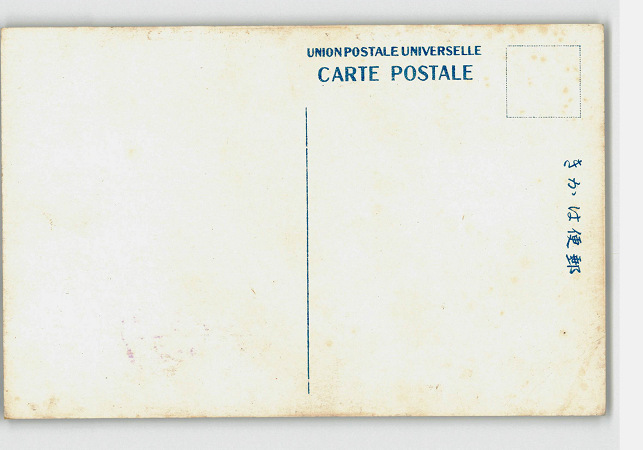 UNION POSTALE UNIVERSELLE
CARTE POSTALE
きかは便郵